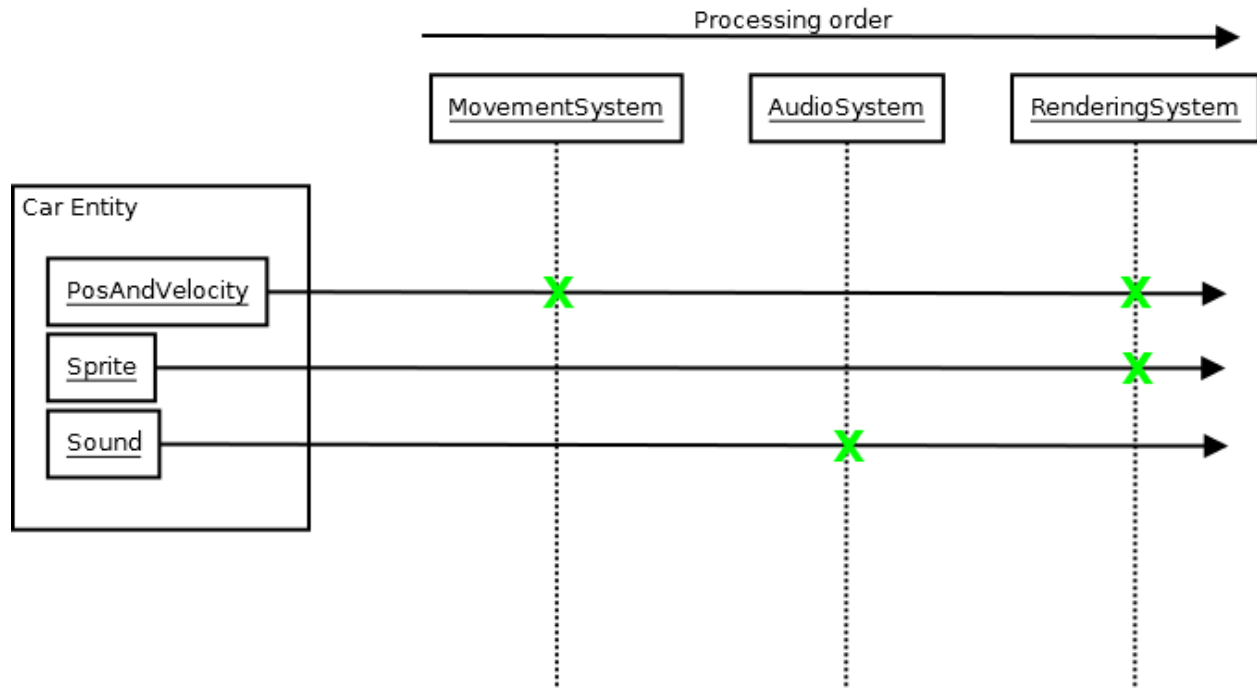 Processing order
MovementSystem
AudioSystem
RenderingSystem
Car Entity
PosAndVelocity
Sprite
Sound
X
X
X
X